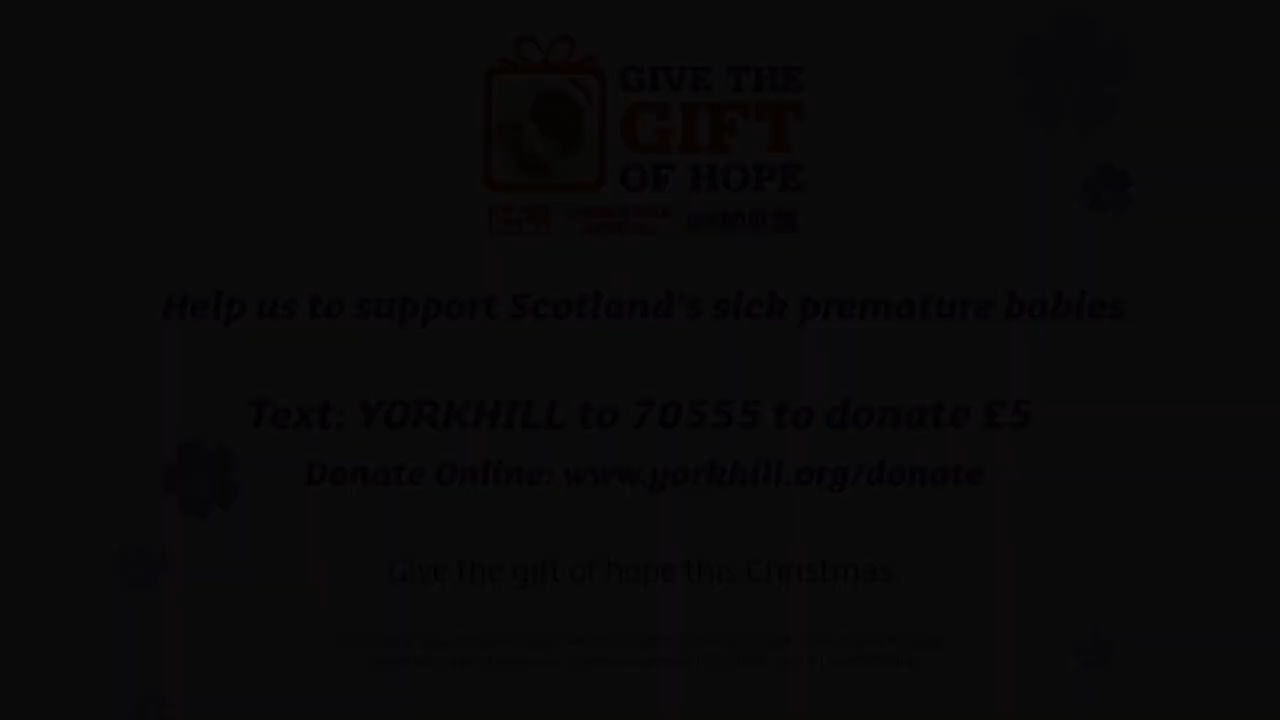 GIVE THE
GIFT
OF HOPE
Help us to support Scotland's sick premature babies
Text: YORKHILL to 70555 to donate £5
Donate Online: www.yorkhill.org/donate
Give the gift of hope this Christmas.